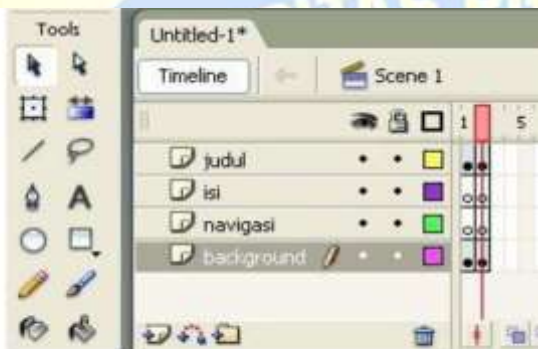 Tools
Untitled-1*
Timeline
Scene 1
1 5
judul
isi
navigasi
background
A